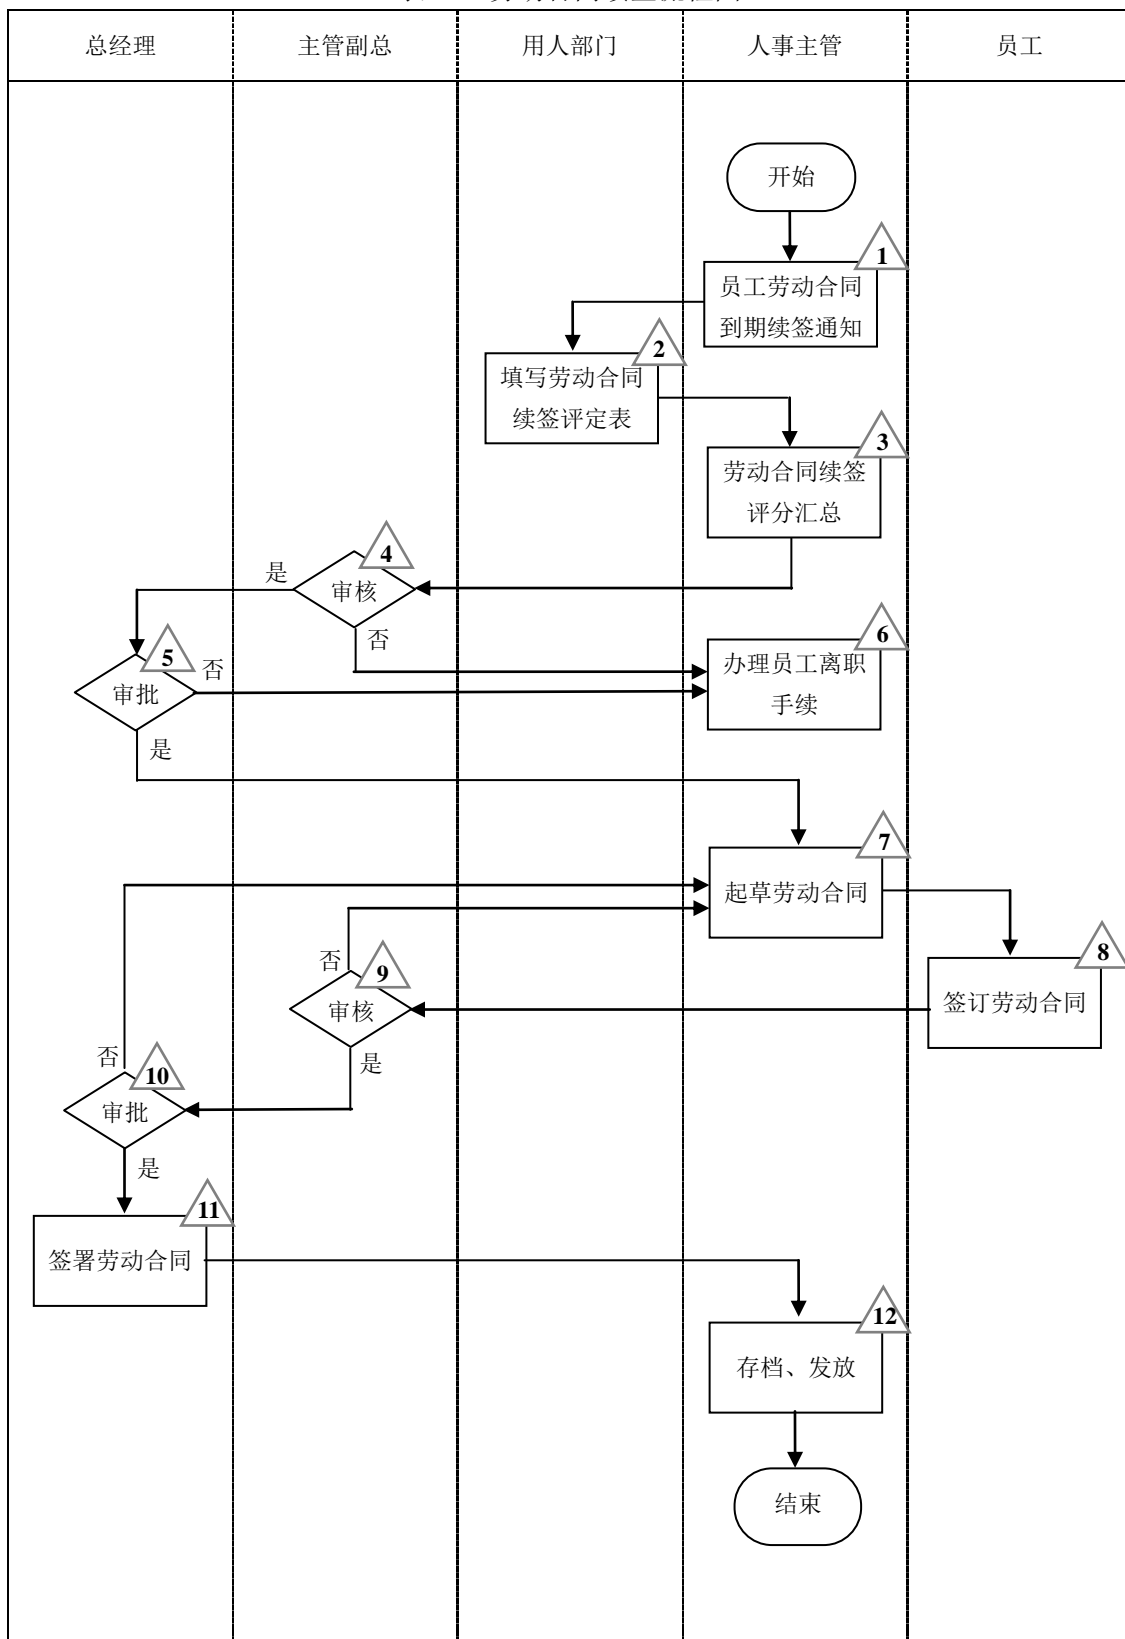 总经理
主管副总
用人部门
人事主管
员工
开始
1
员工劳动合同
到期续签通知
2
填写劳动合同
续签评定表
3
劳动合同续签
评分汇总
4
是
审核
否
6
办理员工离职
手续
5
否
审批
是
7
起草劳动合同
8
签订劳动合同
9
否
审核
是
10
否
审批
是
11
签署劳动合同
12
存档、发放
结束